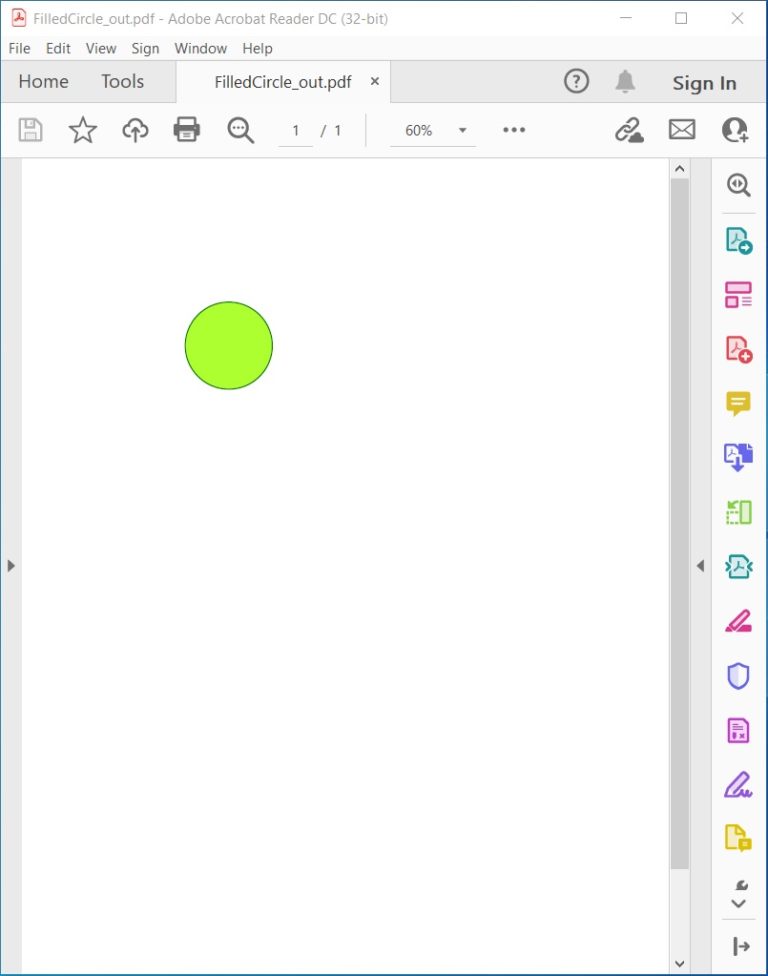 FilledCircle_out.pdf - Adobe Acrobat Reader DC (32-bit)
File Edit View Sign Window Help
Home Tools FilledCircle_out.pdf × Sign In
1 / 1 60%